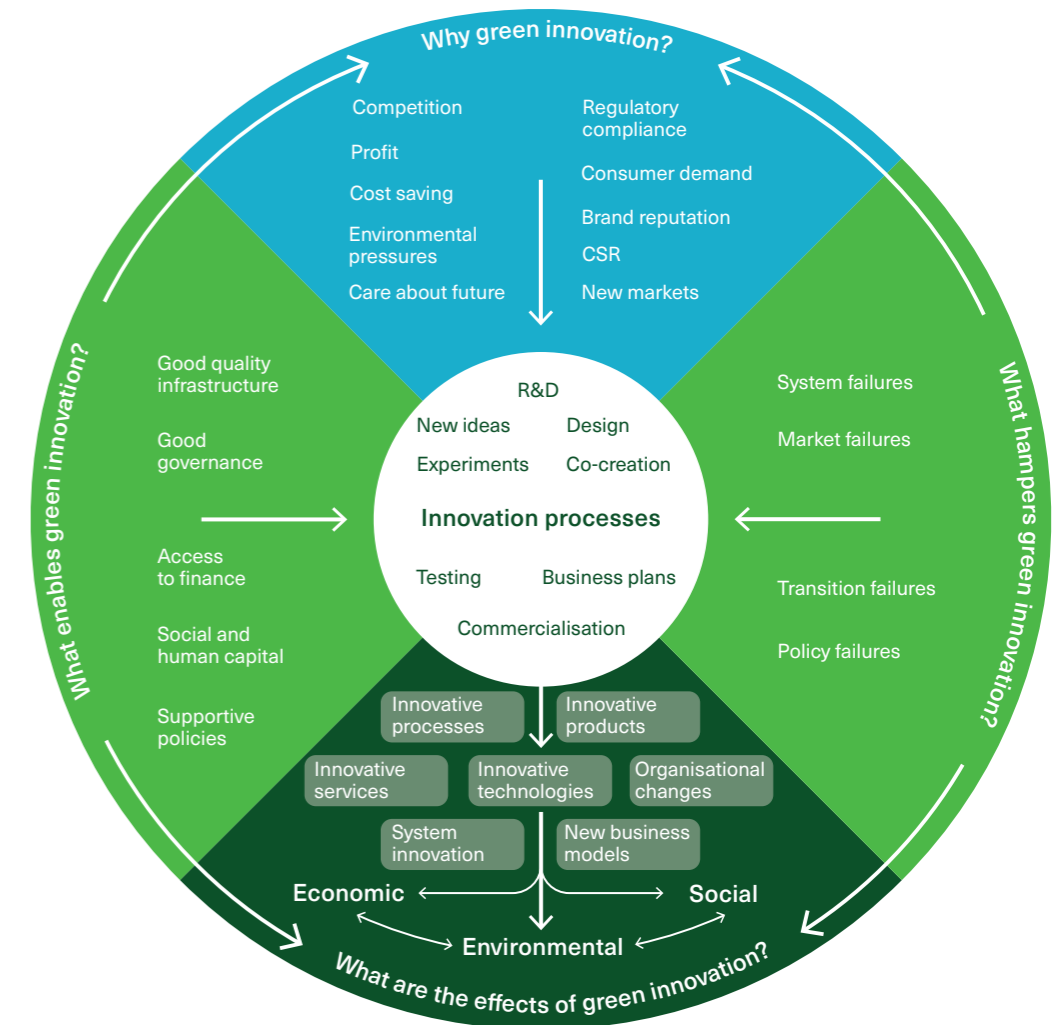 Why green innovation?
Competition
Profit
Cost saving
Environmental
pressures
Care about future
Regulatory
compliance
Consumer demand
Brand reputation
CSR
New markets
What enables green innovation?
Good quality
infrastructure
Good
governance
Access
to finance
Social and
human capital
Supportive
policies
R&D
New ideas
Design
Experiments
Co-creation
Innovation processes
Testing
Business plans
Commercialisation
What hampers green innovation?
System failures
Market failures
Transition failures
Policy failures
Innovative
processes
Innovative
products
Innovative
services
Innovative
technologies
Organisational
changes
System
innovation
New business
models
Economic
Social
Environmental
What are the effects of green innovation?